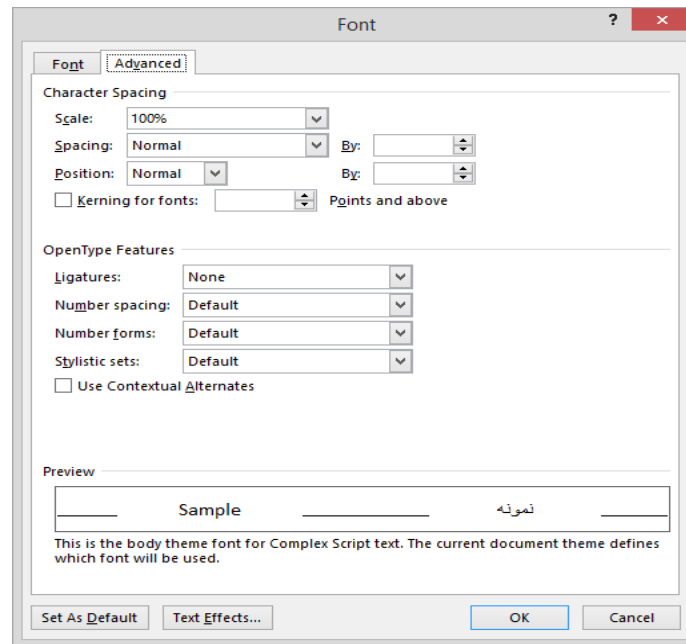 Font
? ×
Font Advanced
Character Spacing
Scale: 100%
Spacing: Normal By:
Position: Normal By:
Kerning for fonts: Points and above
OpenType Features
Ligatures: None
Number spacing: Default
Number forms: Default
Stylistic sets: Default
Use Contextual Alternates
Preview
Sample نمونه
This is the body theme font for Complex Script text. The current document theme defines
which font will be used.
Set As Default Text Effects... OK Cancel